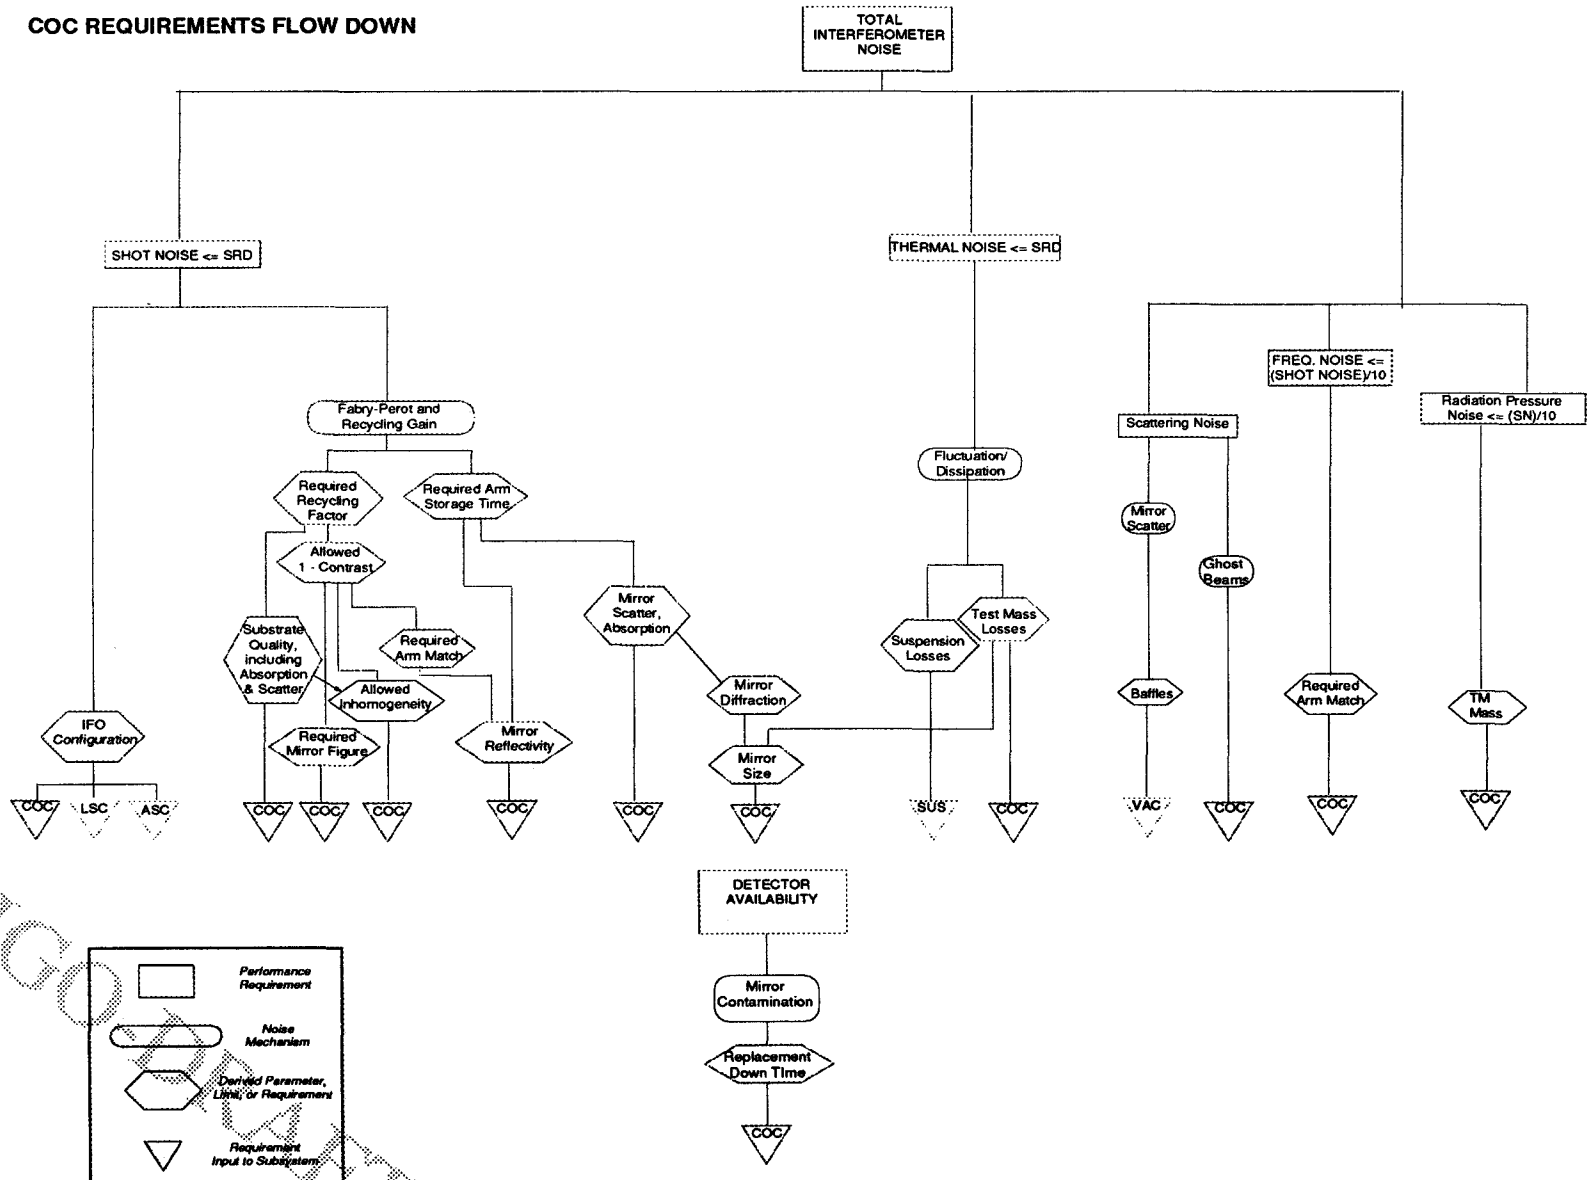 COC REQUIREMENTS FLOW DOWN
TOTAL
INTERFEROMETER
NOISE
SHOT NOISE <= SRD
THERMAL NOISE <= SRD
FREQ. NOISE <=
(SHOT NOISE)/10
Radiation Pressure
Noise <= (SN)/10
Scattering Noise
Fabry-Perot and
Recycling Gain
Fluctuation/
Dissipation
Required
Recycling
Factor
Required Arm
Storage Time
Mirror
Scatter
Allowed
1 - Contrast
Ghost
Beams
Mirror
Scatter,
Absorption
Test Mass
Losses
Substrate
Quality,
including
Absorption
& Scatter
Required
Arm Match
Suspension
Losses
Allowed
Inhomogeneity
Mirror
Diffraction
Baffles
Required
Arm Match
TM
Mass
IFO
Configuration
Required
Mirror Figure
Mirror
Reflectivity
Mirror
Size
COC
LSC
ASC
COC
COC
COC
COC
COC
COC
SUS
COC
VAC
COC
COC
COC
DETECTOR
AVAILABILITY
Mirror
Contamination
Replacement
Down TIme
COC
Performance
Requirement
Noise
Mechanism
Derived Parameter,
Limit, or Requirement
Requirement
Input to Subsystem